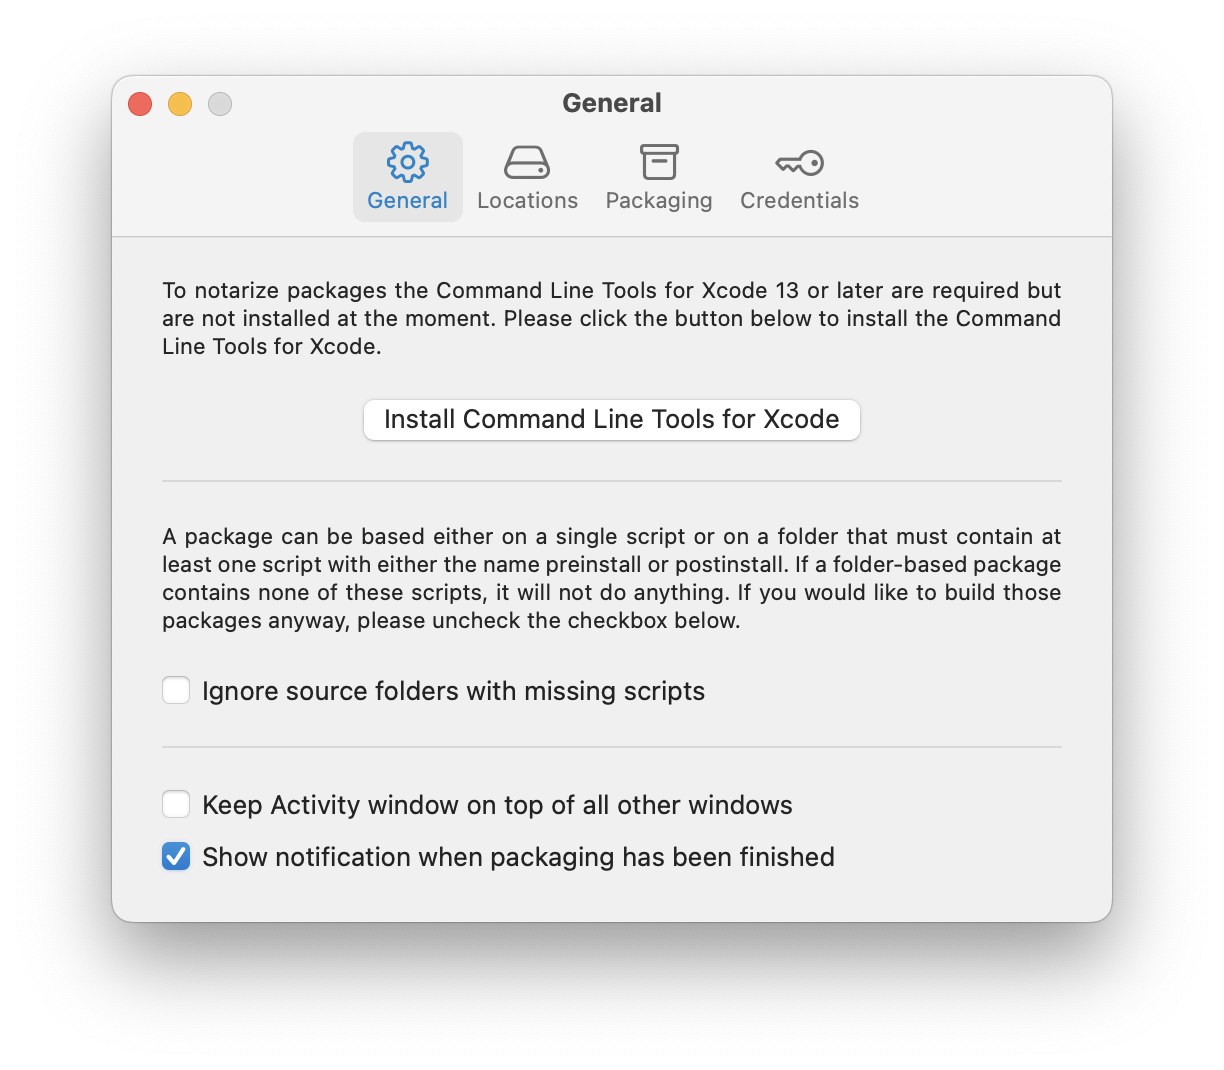 General
General Locations Packaging Credentials
To notarize packages the Command Line Tools for Xcode 13 or later are required but
are not installed at the moment. Please click the button below to install the Command
Line Tools for Xcode.
Install Command Line Tools for Xcode
A package can be based either on a single script or on a folder that must contain at
least one script with either the name preinstall or postinstall. If a folder-based package
contains none of these scripts, it will not do anything. If you would like to build those
packages anyway, please uncheck the checkbox below.
Ignore source folders with missing scripts
Keep Activity window on top of all other windows
Show notification when packaging has been finished